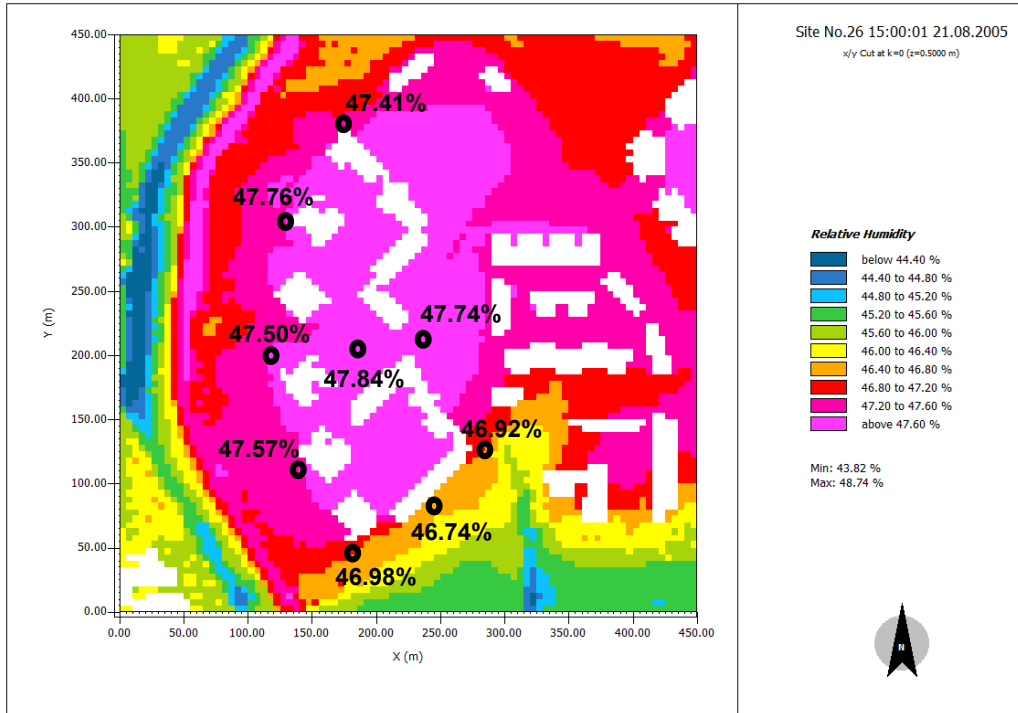 Site No.26 15:00:01 21.08.2005
x/y Cut at k=0 (z=0.5000 m)
450.00
400.00
350.00
300.00
250.00
200.00
150.00
100.00
50.00
0.00
Y (m)
0.00 50.00 100.00 150.00 200.00 250.00 300.00 350.00 400.00 450.00
X (m)
47.41%
47.76%
47.74%
47.50%
47.84%
46.92%
47.57%
46.74%
46.98%
Relative Humidity
below 44.40 %
44.40 to 44.80 %
44.80 to 45.20 %
45.20 to 45.60 %
45.60 to 46.00 %
46.00 to 46.40 %
46.40 to 46.80 %
46.80 to 47.20 %
47.20 to 47.60 %
above 47.60 %
Min: 43.82 %
Max: 48.74 %
N